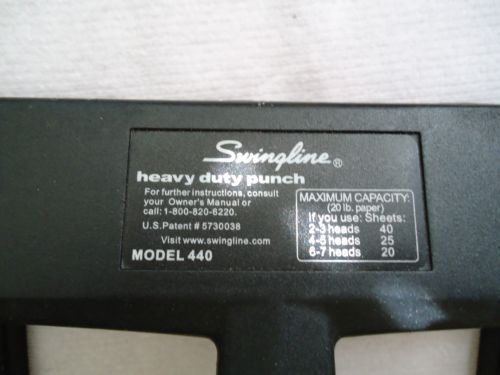 Swingline®
heavy duty punch
For further instructions, consult
your Owner's Manual or
call: 1-800-820-6220.
U.S. Patent # 5730038
Visit www.swingline.com
MODEL 440
MAXIMUM CAPACITY:
(20 lb. paper)
If you use: Sheets:
2-3 heads 40
4-5 heads 25
6-7 heads 20